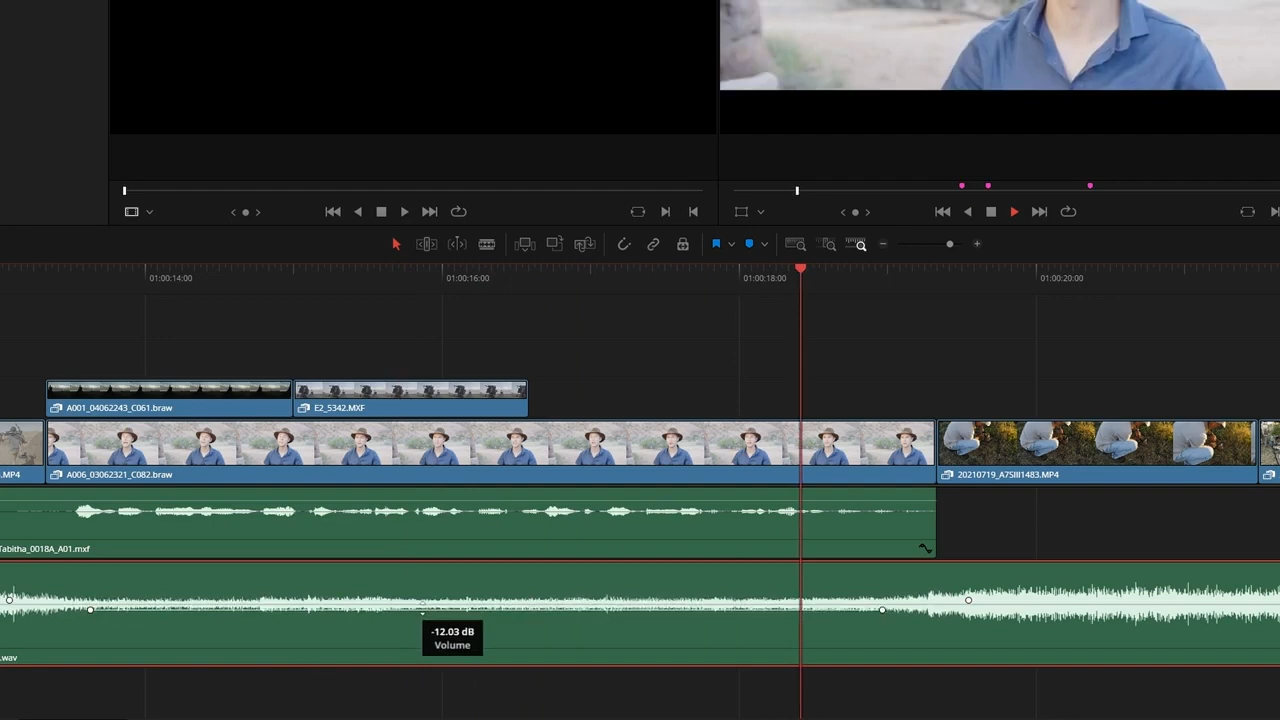 01:00:14:00
01:00:16:00
01:00:18:00
01:00:20:00
A001_04062243_C061.braw
E2_5342.MXF
.MP4
A006_03062321_C082.braw
20210719_A7SIII1483.MP4
Tabitha_0018A_A01.mxf
-12.03 dB
Volume
.wav